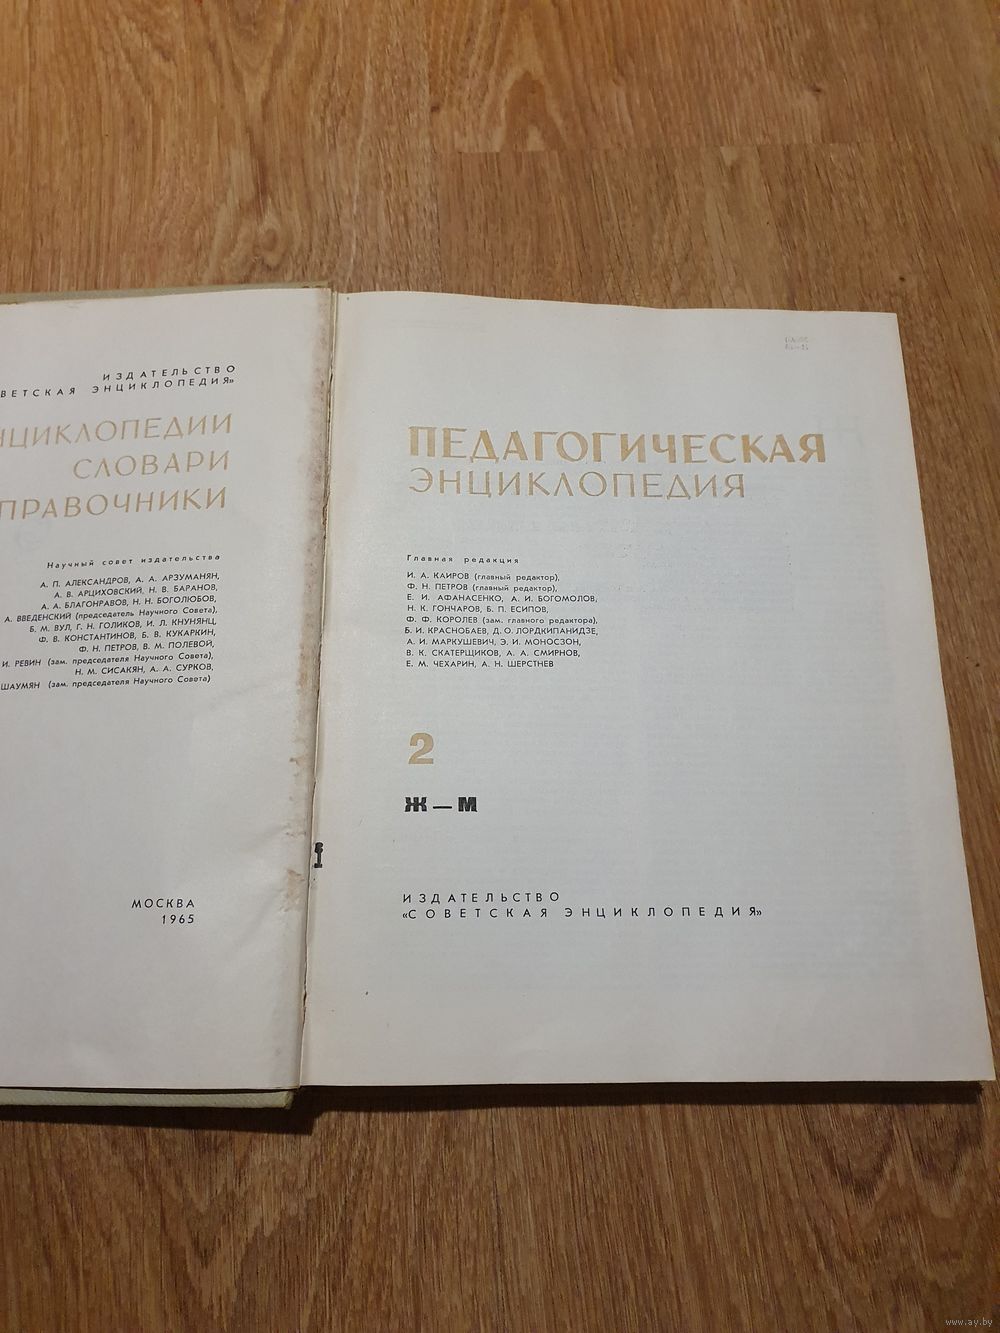 ИЗДАТЕЛЬСТВО
ВЕТСКАЯ ЭНЦИКЛОПЕДИЯ»
НЦИКЛОПЕДИИ
СЛОВАРИ
ПРАВОЧНИКИ
Научный совет издательства
А. П. АЛЕКСАНДРОВ, А. А. АРЗУМАНЯН,
А. В. АРЦИХОВСКИЙ, Н. В. БАРАНОВ,
А. А. БЛАГОНРАВОВ, Н. Н. БОГОЛЮБОВ,
А. ВВЕДЕНСКИЙ (председатель Научного Совета),
Б. М. ВУЛ, Г. Н. ГОЛИКОВ, И. Л. КНУНЯНЦ,
Ф. В. КОНСТАНТИНОВ, Б. В. КУКАРКИН,
Ф. Н. ПЕТРОВ, В. М. ПОЛЕВОЙ,
И. РЕВИН (зам. председателя Научного Совета),
Н. М. СИСАКЯН, А. А. СУРКОВ,
ШАУМЯН (зам. председателя Научного Совета)
МОСКВА
1965
ПЕДАГОГИЧЕСКАЯ
ЭНЦИКЛОПЕДИЯ
Главная редакция
И. А. КАИРОВ (главный редактор),
Ф. Н. ПЕТРОВ (главный редактор),
Е. И. АФАНАСЕНКО, А. И. БОГОМОЛОВ,
Н. К. ГОНЧАРОВ, Б. П. ЕСИПОВ,
Ф. Ф. КОРОЛЕВ (зам. главного редактора),
Б. И. КРАСНОБАЕВ, Д. О. ЛОРДКИПАНИДЗЕ,
А. И. МАРКУШЕВИЧ, Э. И. МОНОСЗОН,
В. К. СКАТЕРЩИКОВ, А. А. СМИРНОВ,
Е. М. ЧЕХАРИН, А. Н. ШЕРСТНЕВ
2
Ж—М
ИЗДАТЕЛЬСТВО
«СОВЕТСКАЯ ЭНЦИКЛОПЕДИЯ»
www.ay.by